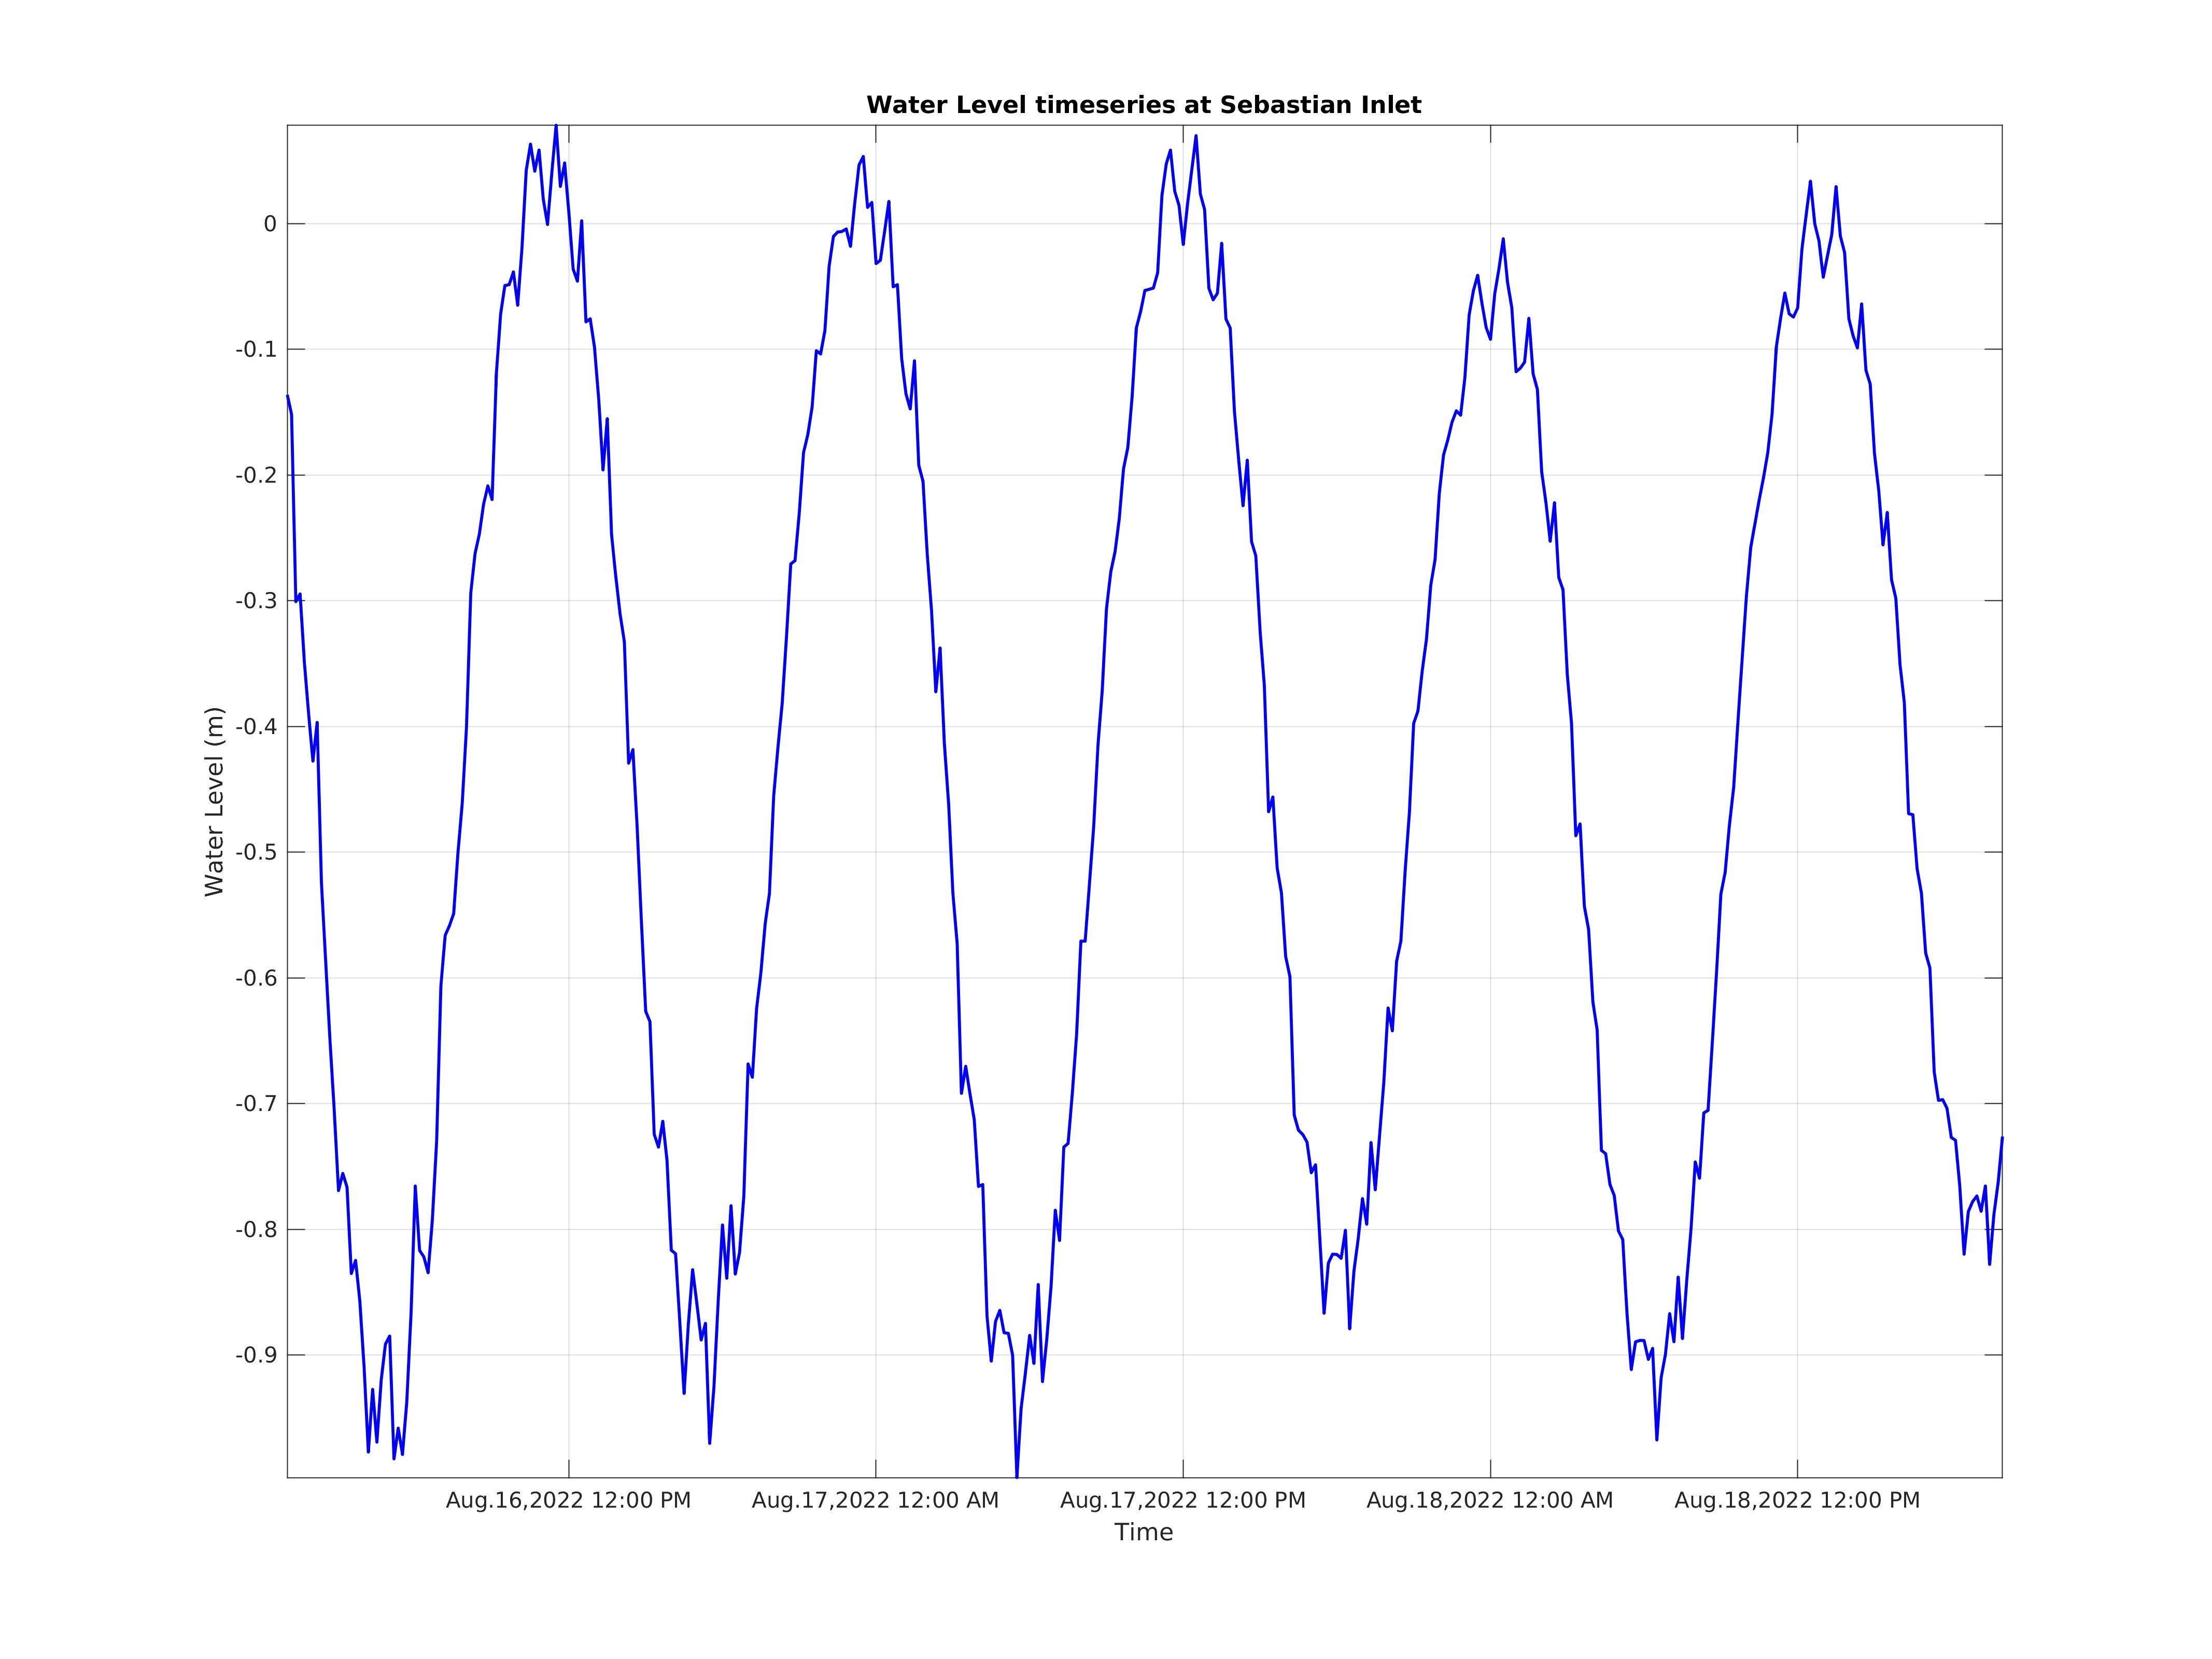 Water Level timeseries at Sebastian Inlet
0
-0.1
-0.2
-0.3
-0.4
-0.5
-0.6
-0.7
-0.8
-0.9
Water Level (m)
Aug.16,2022 12:00 PM
Aug.17,2022 12:00 AM
Aug.17,2022 12:00 PM
Aug.18,2022 12:00 AM
Aug.18,2022 12:00 PM
Time